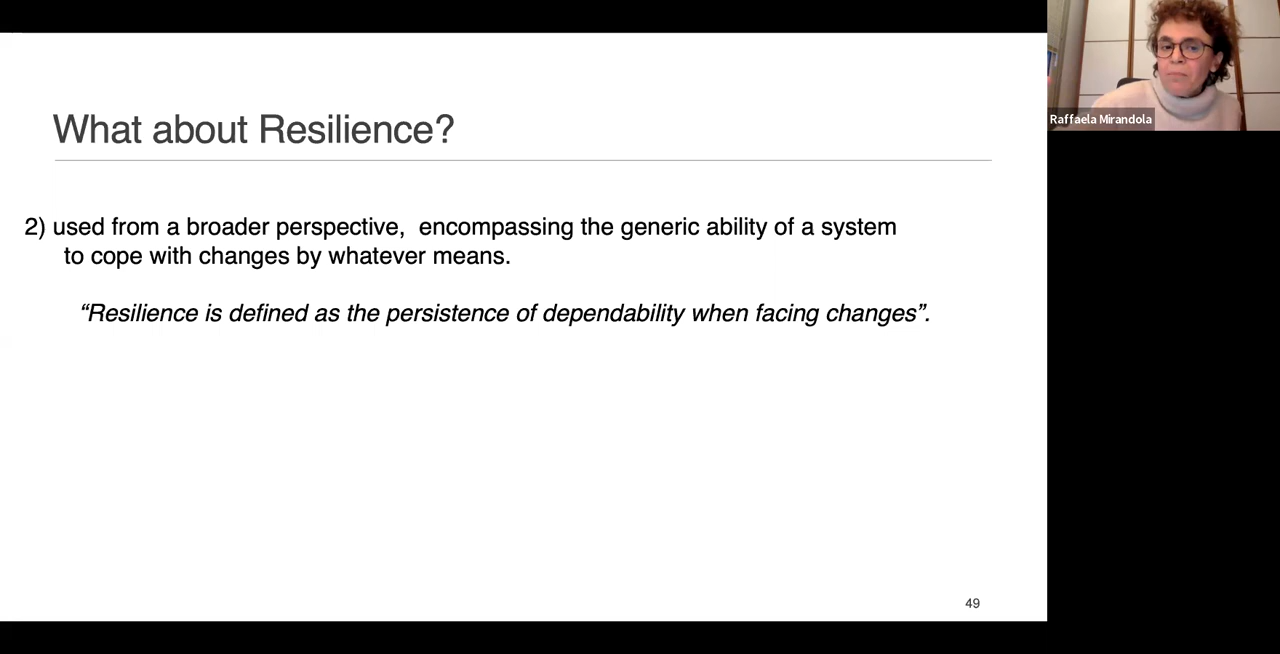 What about Resilience?
2) used from a broader perspective, encompassing the generic ability of a system
to cope with changes by whatever means.
“Resilience is defined as the persistence of dependability when facing changes”.
49
Raffaela Mirandola